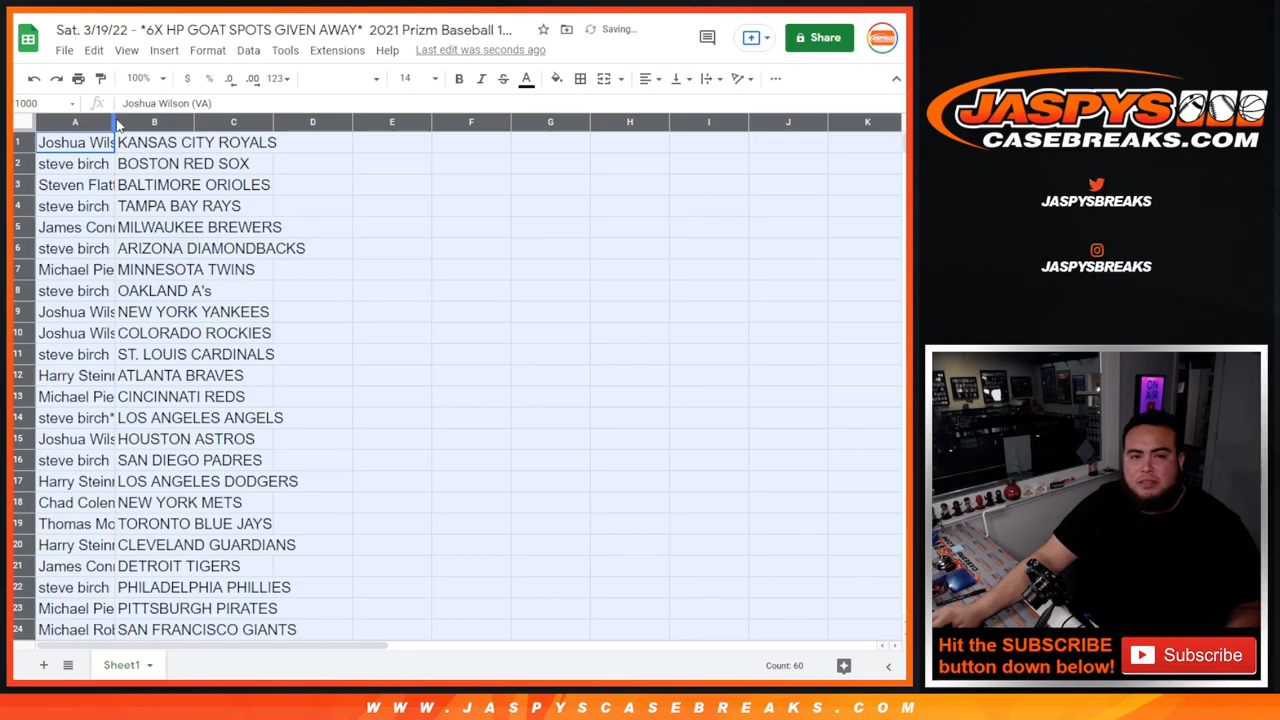 Sat. 3/19/22 - *6X HP GOAT SPOTS GIVEN AWAY* 2021 Prizm Baseball 1...
Saving...
Share
File Edit View Insert Format Data Tools Extensions Help Last edit was seconds ago
100% $ % .0 .00 123 14 B I S A
1000 fx Joshua Wilson (VA)
A B C D E F G H I J K
1 Joshua Wils KANSAS CITY ROYALS
2 steve birch BOSTON RED SOX
3 Steven Flat BALTIMORE ORIOLES
4 steve birch TAMPA BAY RAYS
5 James Con MILWAUKEE BREWERS
6 steve birch ARIZONA DIAMONDBACKS
7 Michael Pie MINNESOTA TWINS
8 steve birch OAKLAND A's
9 Joshua Wils NEW YORK YANKEES
10 Joshua Wils COLORADO ROCKIES
11 steve birch ST. LOUIS CARDINALS
12 Harry Stein ATLANTA BRAVES
13 Michael Pie CINCINNATI REDS
14 steve birch* LOS ANGELES ANGELS
15 Joshua Wils HOUSTON ASTROS
16 steve birch SAN DIEGO PADRES
17 Harry Stein LOS ANGELES DODGERS
18 Chad Colen NEW YORK METS
19 Thomas Mo TORONTO BLUE JAYS
20 Harry Stein CLEVELAND GUARDIANS
21 James Con DETROIT TIGERS
22 steve birch PHILADELPHIA PHILLIES
23 Michael Pie PITTSBURGH PIRATES
24 Michael Rob SAN FRANCISCO GIANTS
Sheet1
Count: 60
JASPYS
CASEBREAKS.COM
JASPYSBREAKS
JASPYSBREAKS
ON
AIR
Hit the SUBSCRIBE
button down below!
Subscribe
WWW.JASPYSCASEBREAKS.COM